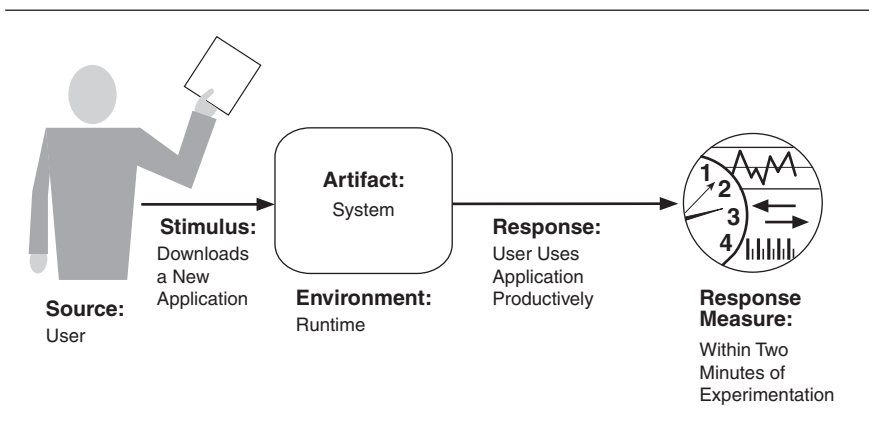 Source:
User
Stimulus:
Downloads
a New
Application
Artifact:
System
Environment:
Runtime
Response:
User Uses
Application
Productively
1
2
3
4
Response
Measure:
Within Two
Minutes of
Experimentation